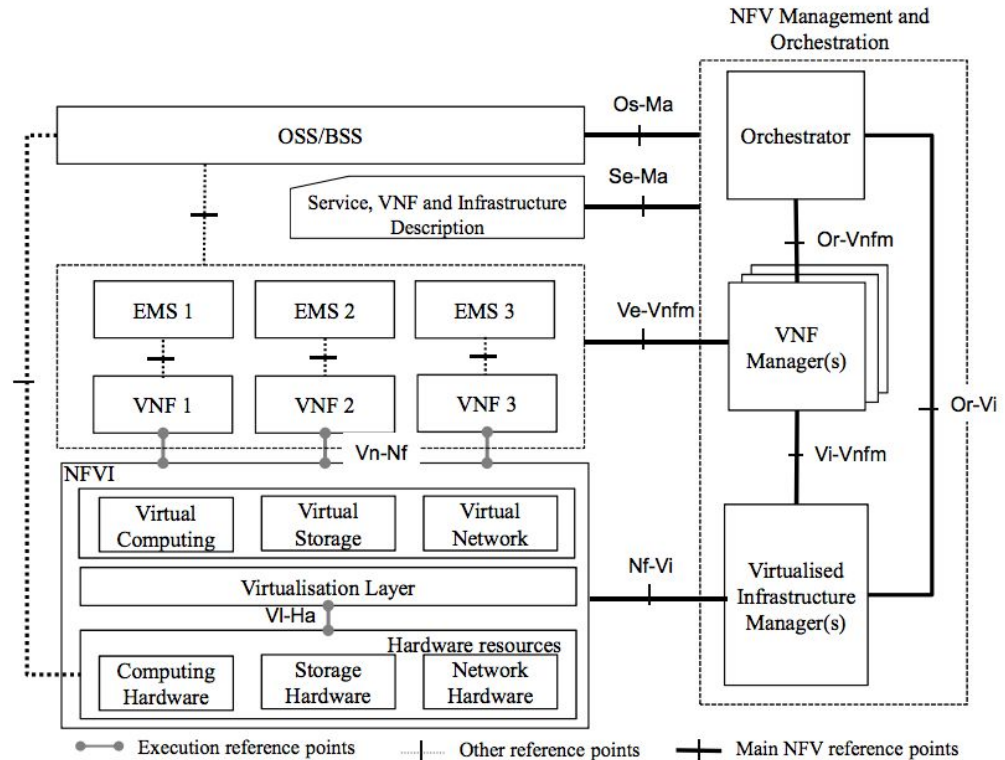 NFV Management and
Orchestration
Os-Ma
OSS/BSS
Orchestrator
Se-Ma
Service, VNF and Infrastructure
Description
Or-Vnfm
EMS 1
EMS 2
EMS 3
Ve-Vnfm
VNF
Manager(s)
VNF 1
VNF 2
VNF 3
Or-Vi
Vn-Nf
Vi-Vnfm
NFVI
Virtual
Computing
Virtual
Storage
Virtual
Network
Nf-Vi
Virtualised
Infrastructure
Manager(s)
Virtualisation Layer
Vl-Ha
Hardware resources
Computing
Hardware
Storage
Hardware
Network
Hardware
Execution reference points
Other reference points
Main NFV reference points